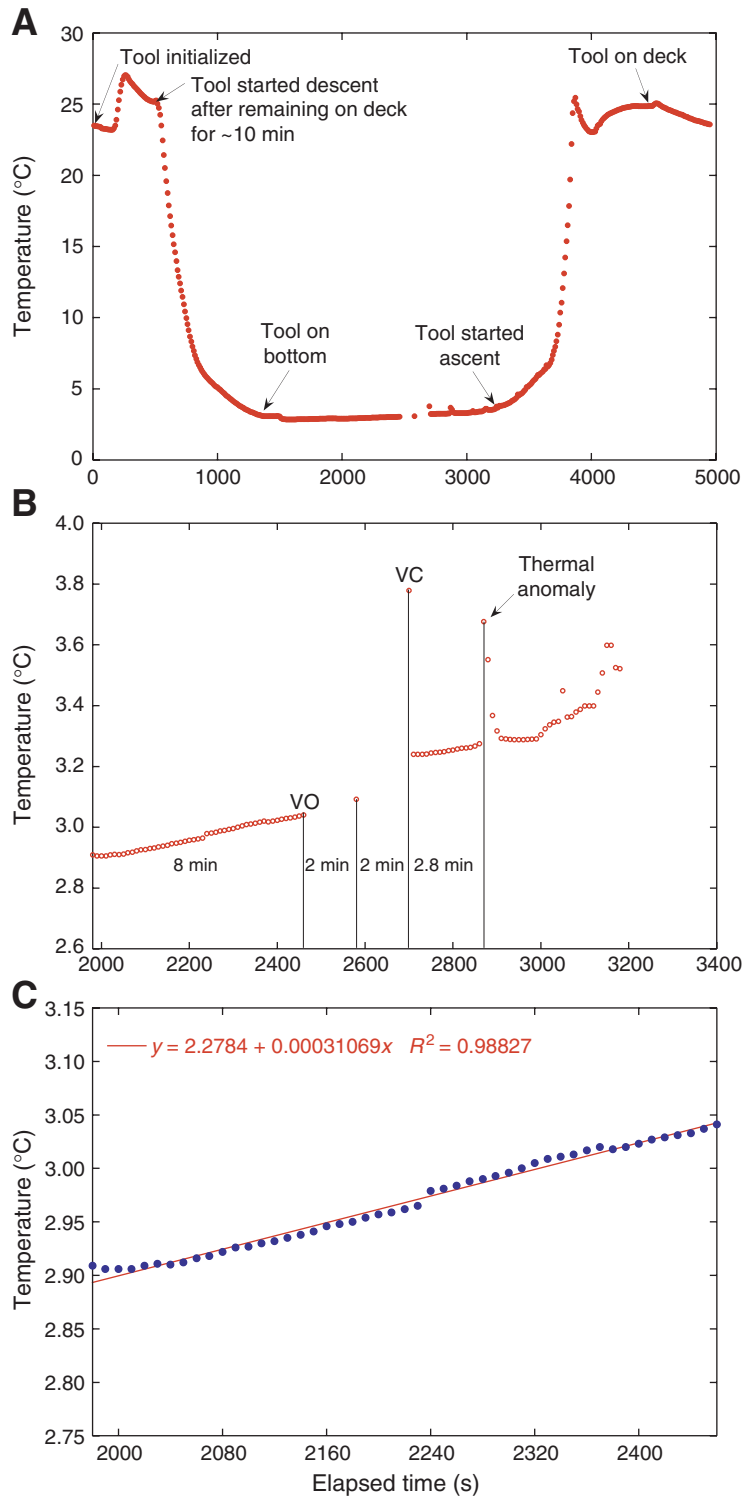 A
30
25
20
15
10
5
0
Temperature (°C)
Tool initialized
Tool started descent
after remaining on deck
for ~10 min
Tool on
bottom
Tool started
ascent
Tool on deck
0 1000 2000 3000 4000 5000
B
4.0
3.8
3.6
3.4
3.2
3.0
2.8
2.6
Temperature (°C)
VC
Thermal
anomaly
VO
8 min 2 min 2 min 2.8 min
2000 2200 2400 2600 2800 3000 3200 3400
C
3.15
3.10
3.05
3.00
2.95
2.90
2.85
2.80
2.75
Temperature (°C)
y = 2.2784 + 0.00031069x R² = 0.98827
2000 2080 2160 2240 2320 2400
Elapsed time (s)